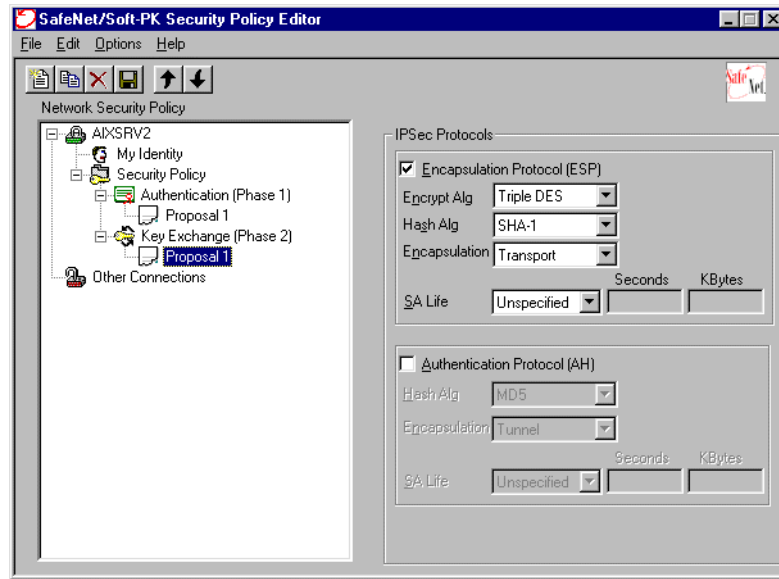 SafeNet/Soft-PK Security Policy Editor
File Edit Options Help
Safe Net
Network Security Policy
AIXSRV2
My Identity
Security Policy
Authentication (Phase 1)
Proposal 1
Key Exchange (Phase 2)
Proposal 1
Other Connections
IPSec Protocols
Encapsulation Protocol (ESP)
Encrypt Alg Triple DES
Hash Alg SHA-1
Encapsulation Transport
Seconds KBytes
SA Life Unspecified
Authentication Protocol (AH)
Hash Alg MD5
Encapsulation Tunnel
Seconds KBytes
SA Life Unspecified